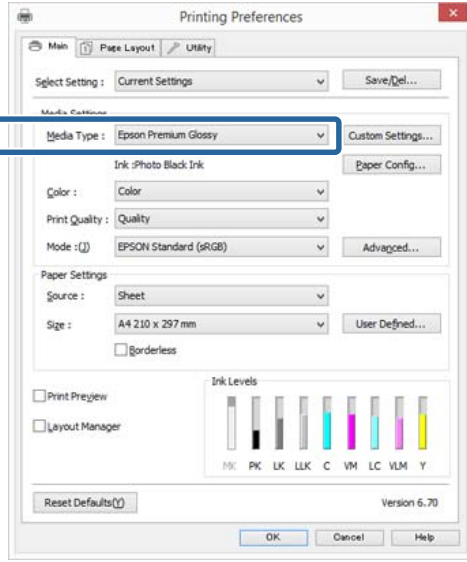 Printing Preferences
Main Page Layout Utility
Select Setting : Current Settings Save/Del...
Media Settings
Media Type : Epson Premium Glossy Custom Settings...
Ink :Photo Black Ink Paper Config...
Color : Color
Print Quality : Quality
Mode :(J) EPSON Standard (sRGB) Advanced...
Paper Settings
Source : Sheet
Size : A4 210 x 297 mm User Defined...
Borderless
Print Preview
Layout Manager
Ink Levels
MK PK LK LLK C VM LC VLM Y
Reset Defaults(Y) Version 6.70
OK Cancel Help